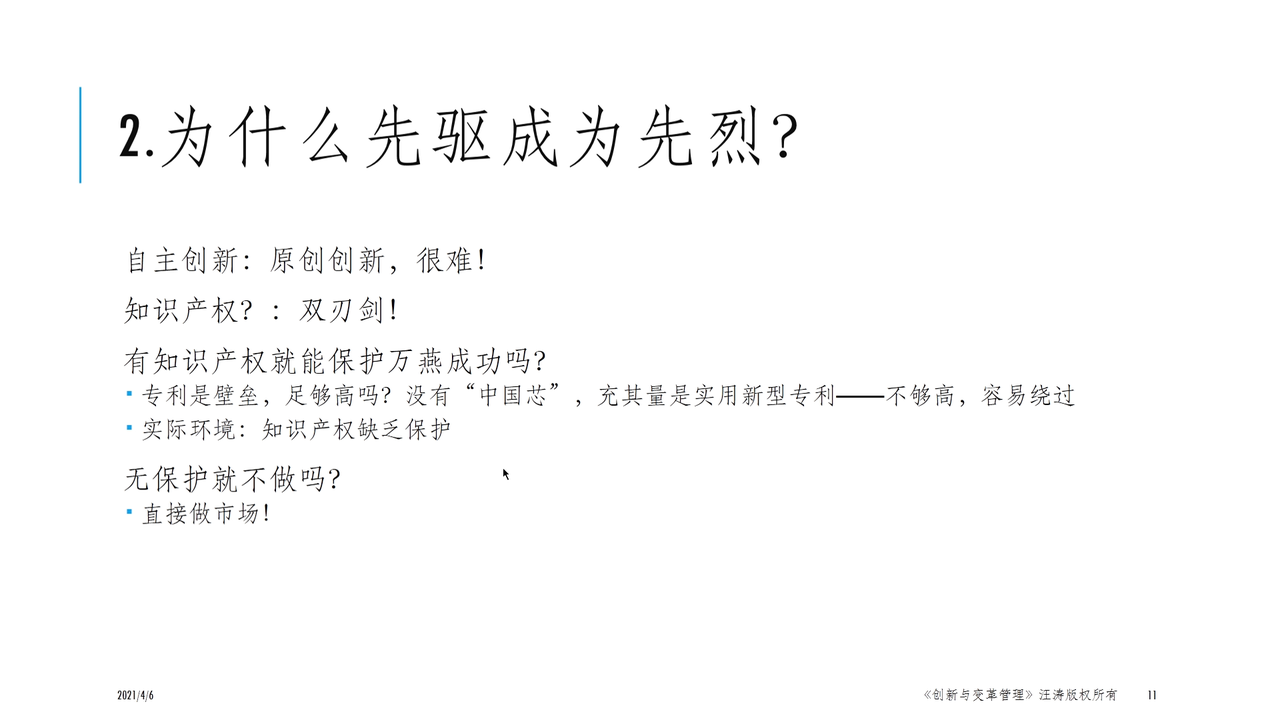 2.为什么先驱成为先烈?
自主创新：原创创新，很难！
知识产权？：双刃剑！
有知识产权就能保护万燕成功吗？
专利是壁垒，足够高吗？没有“中国芯”，充其量是实用新型专利——不够高，容易绕过
实际环境：知识产权缺乏保护
无保护就不做吗？
直接做市场！
2021/4/6
《创新与变革管理》汪涛版权所有
11